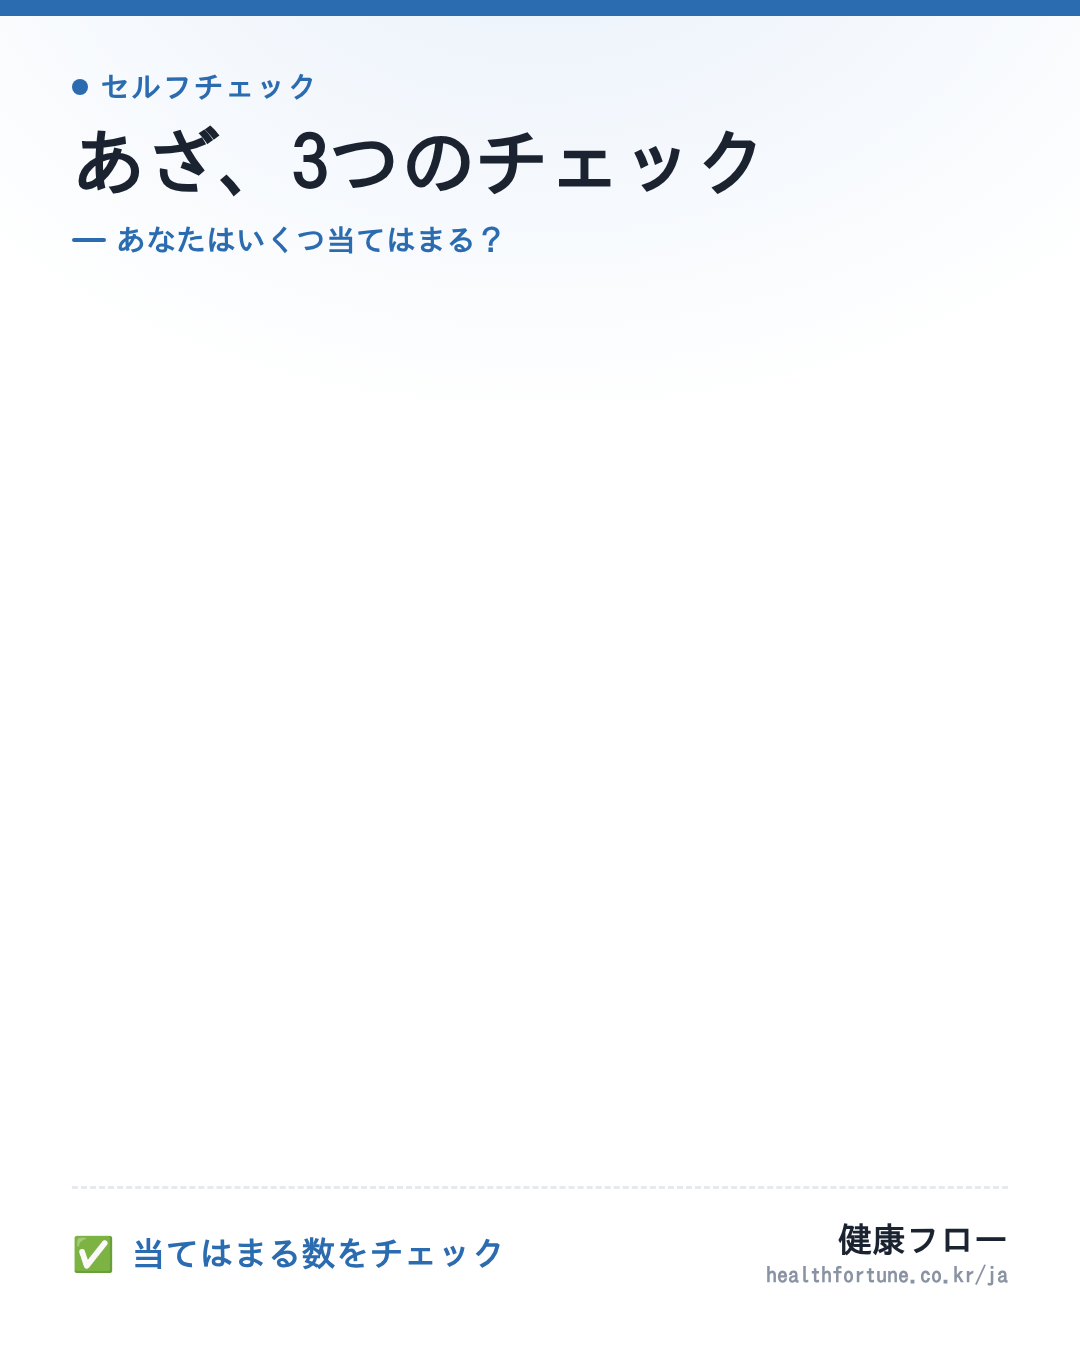 セルフチェック
あざ、3つのチェック
— あなたはいくつ当てはまる？
✅ 当てはまる数をチェック
健康フロー
healthfortune.co.kr/ja